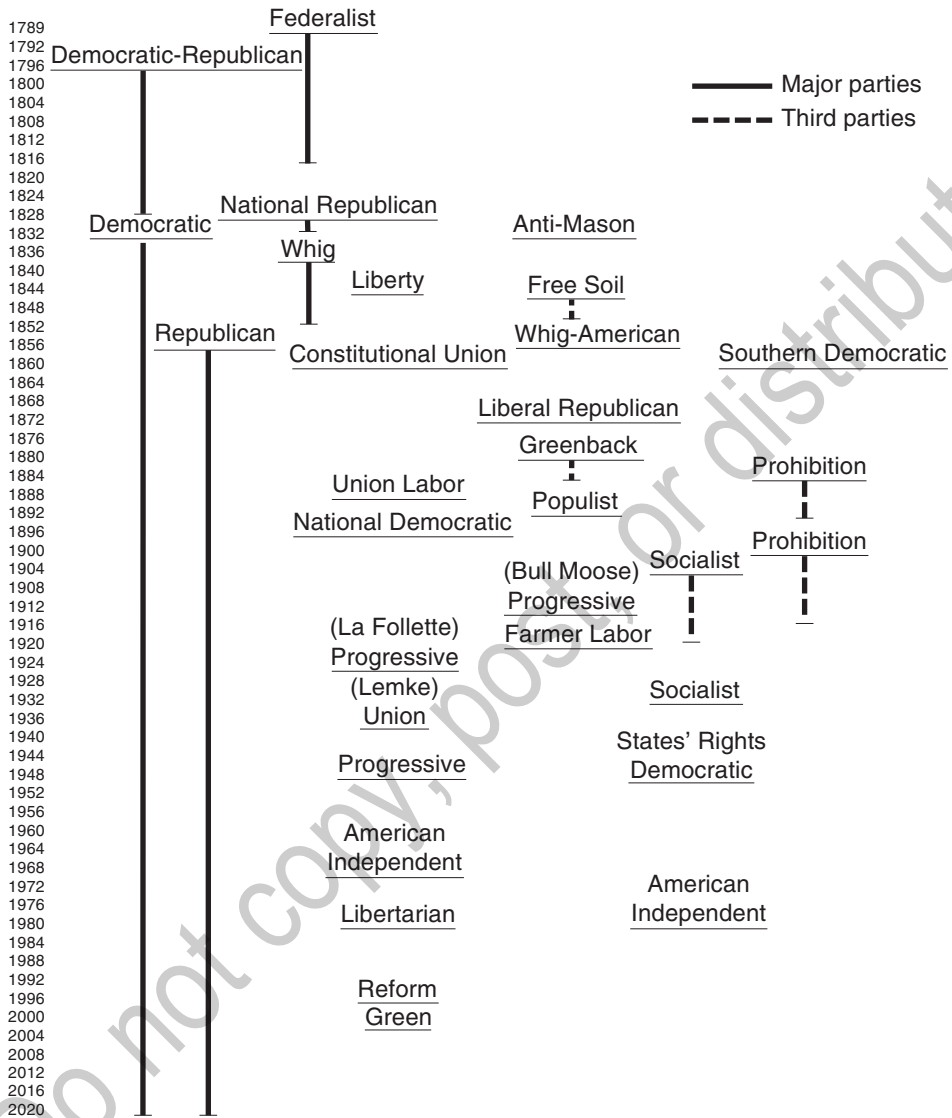 1789
1792
1796
1800
1804
1808
1812
1816
1820
1824
1828
1832
1836
1840
1844
1848
1852
1856
1860
1864
1868
1872
1876
1880
1884
1888
1892
1896
1900
1904
1908
1912
1916
1920
1924
1928
1932
1936
1940
1944
1948
1952
1956
1960
1964
1968
1972
1976
1980
1984
1988
1992
1996
2000
2004
2008
2012
2016
2020
Federalist
Democratic-Republican
Major parties
Third parties
National Republican
Democratic
Anti-Mason
Whig
Liberty
Free Soil
Republican
Whig-American
Constitutional Union
Southern Democratic
Liberal Republican
Greenback
Prohibition
Union Labor
Populist
National Democratic
Prohibition
Socialist
(Bull Moose)
Progressive
Farmer Labor
(La Follette)
Progressive
(Lemke)
Union
Socialist
States' Rights
Democratic
Progressive
American
Independent
American
Independent
Libertarian
Reform
Green
Do not copy, post, or distribut